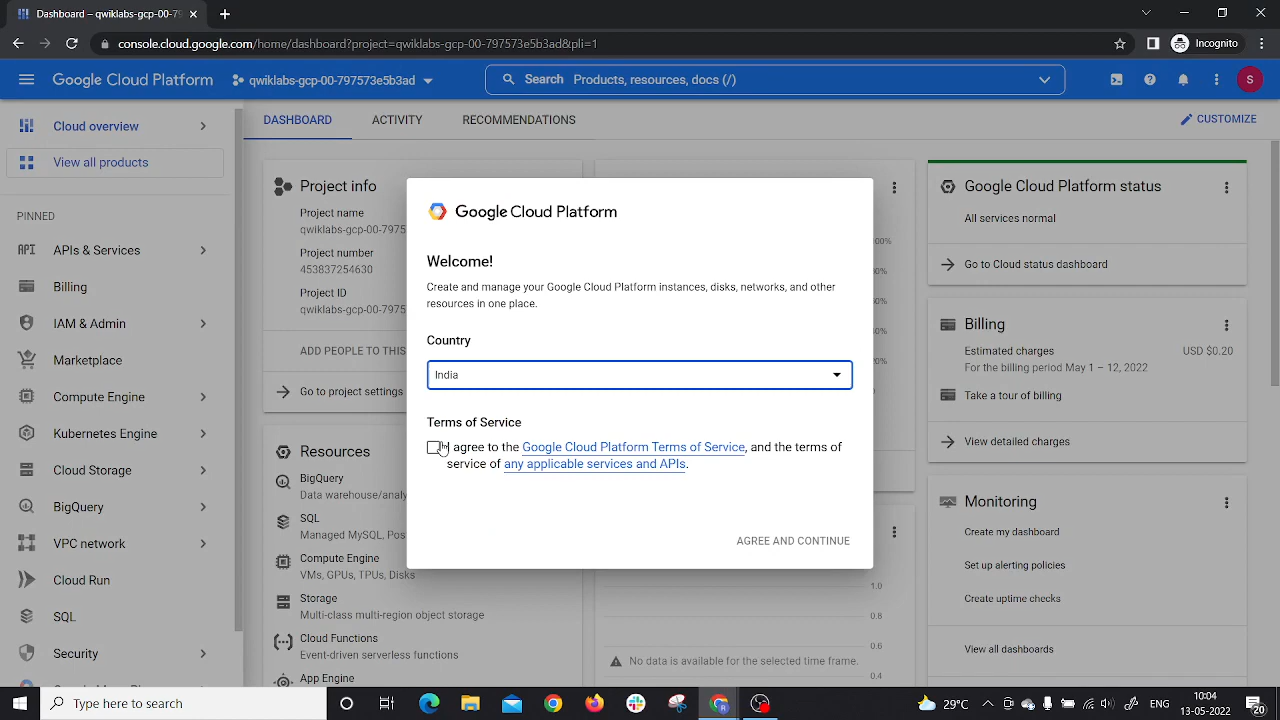 Dashboard – qwiklabs-gcp-00-79
console.cloud.google.com/home/dashboard?project=qwiklabs-gcp-00-797573e5b3ad&pli=1
Incognito
Google Cloud Platform
qwiklabs-gcp-00-797573e5b3ad
Search Products, resources, docs (/)
S
Cloud overview
View all products
PINNED
APIs & Services
Billing
IAM & Admin
Marketplace
Compute Engine
Kubernetes Engine
Cloud Storage
BigQuery
VPC network
Cloud Run
SQL
Security
DASHBOARD
ACTIVITY
RECOMMENDATIONS
CUSTOMIZE
Project info
Project name
qwiklabs-gcp-00-7975
Project number
453837254630
Project ID
qwiklabs-gcp-00-7975
ADD PEOPLE TO THIS
Go to project settings
Resources
BigQuery
Data warehouse/analy
SQL
Managed MySQL, Pos
Compute Engine
VMs, GPUs, TPUs, Disks
Storage
Multi-class multi-region object storage
Cloud Functions
Event-driven serverless functions
App Engine
Google Cloud Platform
Welcome!
Create and manage your Google Cloud Platform instances, disks, networks, and other
resources in one place.
Country
India
Terms of Service
I agree to the Google Cloud Platform Terms of Service, and the terms of
service of any applicable services and APIs.
AGREE AND CONTINUE
1.0
0.8
0.6
No data is available for the selected time frame.
0.4
Google Cloud Platform status
All services normal
Go to Cloud status dashboard
Billing
Estimated charges
USD $0.20
For the billing period May 1 – 12, 2022
Take a tour of billing
View detailed charges
Monitoring
Create my dashboard
Set up alerting policies
Create uptime checks
View all dashboards
Type here to search
29°C
ENG
10:04
13-05-2022
20